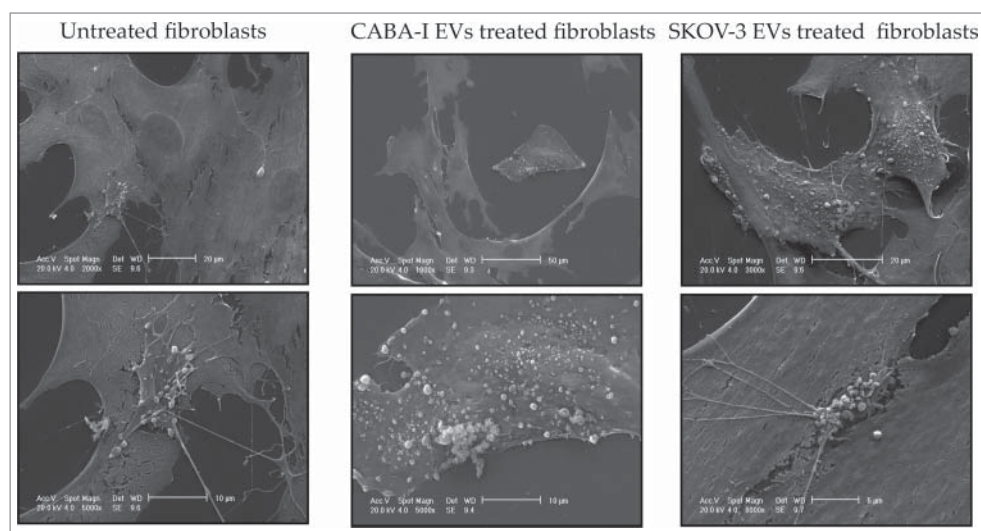 Untreated fibroblasts
CABA-I EVs treated fibroblasts
SKOV-3 EVs treated fibroblasts
Acc.V Spot Magn Det WD
20.0 kV 4.0 2000x SE 9.6
20 µm
Acc.V Spot Magn Det WD
20.0 kV 4.0 SE 9.3
50 µm
Acc.V Spot Magn Det WD
20.0 kV 4.0 3000x SE 9.6
20 µm
Acc.V Spot Magn Det WD
20.0 kV 4.0 5000x SE
10 µm
Acc.V Spot Magn Det WD
20.0 kV 4.0 5000x SE 9.4
10 µm
Acc.V Spot Magn Det WD
20.0 kV 4.0 SE 9.7
5 µm